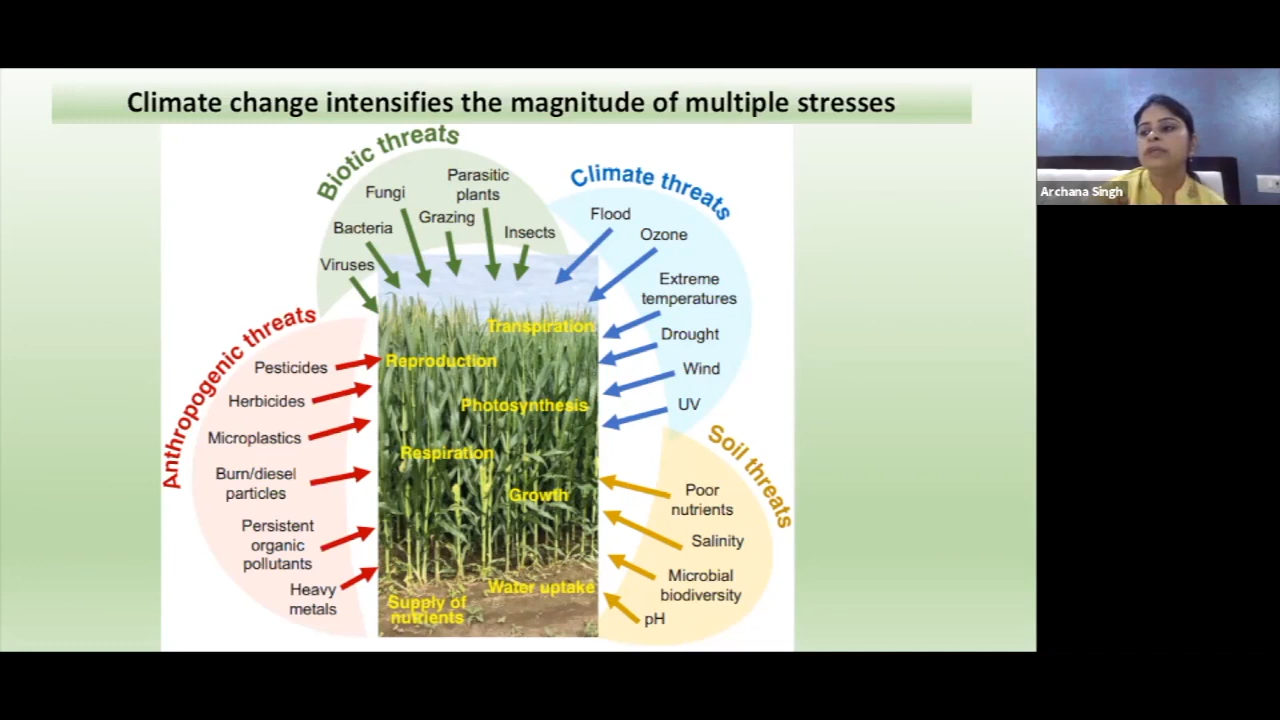 Climate change intensifies the magnitude of multiple stresses
Archana Singh
Biotic threats
Fungi
Parasitic
plants
Grazing
Bacteria
Insects
Viruses
Climate threats
Flood
Ozone
Extreme
temperatures
Drought
Wind
UV
Anthropogenic threats
Pesticides
Herbicides
Microplastics
Burn/diesel
particles
Persistent
organic
pollutants
Heavy
metals
Transpiration
Reproduction
Photosynthesis
Respiration
Growth
Water uptake
Supply of
nutrients
Soil threats
Poor
nutrients
Salinity
Microbial
biodiversity
pH